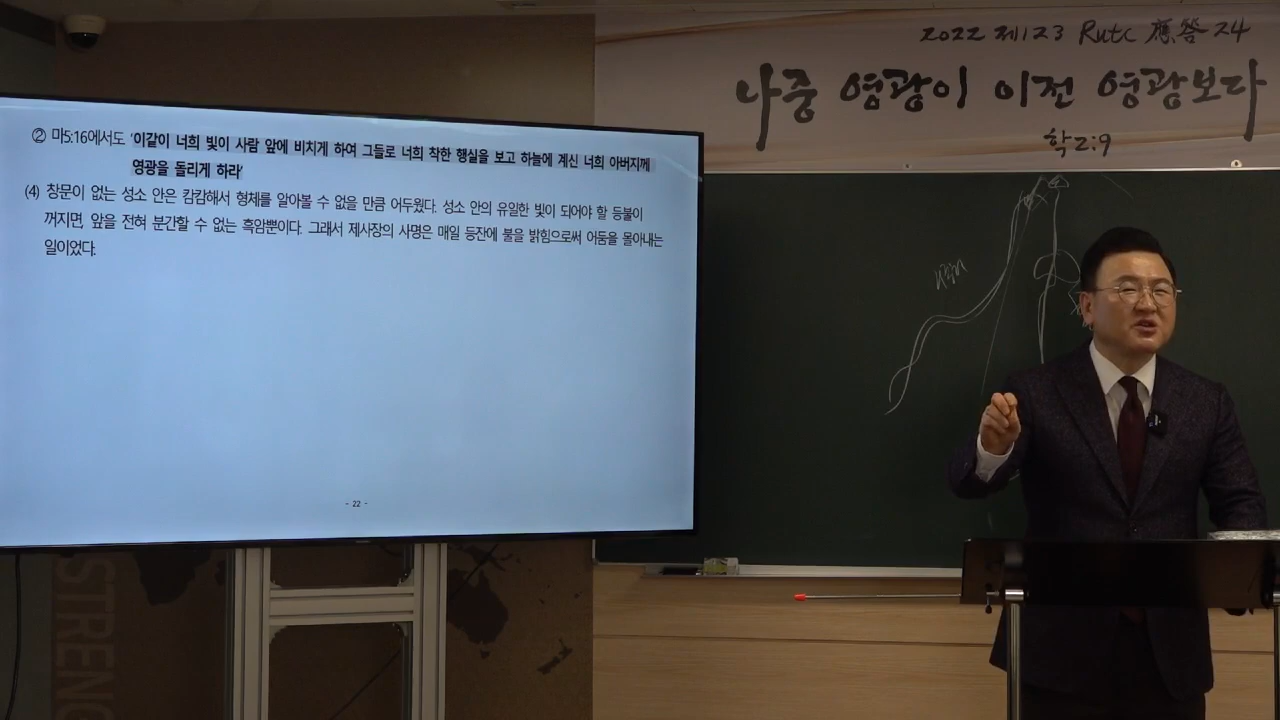 2022 제123 Rutc 應答 24
나중 영광이 이전 영광보다
학2:9
② 마5:16에서도 '이같이 너희 빛이 사람 앞에 비치게 하여 그들로 너희 착한 행실을 보고 하늘에 계신 너희 아버지께
영광을 돌리게 하라'
(4) 창문이 없는 성소 안은 캄캄해서 형체를 알아볼 수 없을 만큼 어두웠다. 성소 안의 유일한 빛이 되어야 할 등불이
꺼지면, 앞을 전혀 분간할 수 없는 흑암뿐이다. 그래서 제사장의 사명은 매일 등잔에 불을 밝힘으로써 어둠을 몰아내는
일이었다.
- 22 -
STRENG